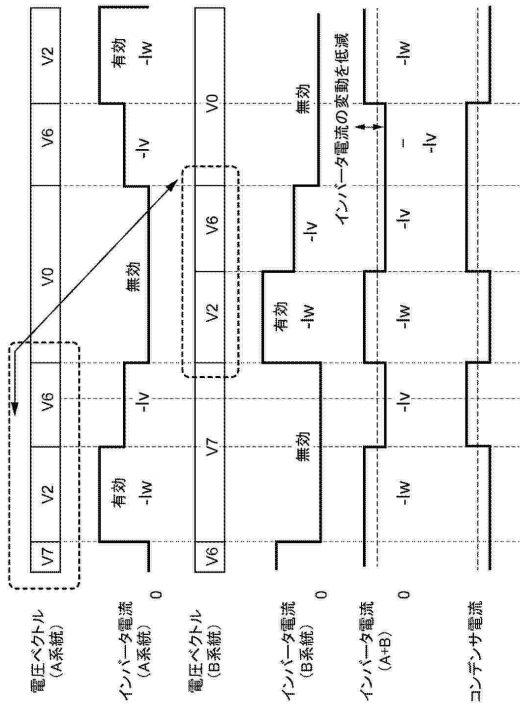 電圧ベクトル
(A系統)
V7
V2
V6
V0
V6
V2
インバータ電流
(A系統)
0
有効
-Iw
-Iv
無効
-Iv
有効
-Iw
電圧ベクトル
(B系統)
V6
V7
V2
V6
V0
インバータ電流
(B系統)
0
無効
有効
-Iw
-Iv
無効
インバータ電流の変動を低減
インバータ電流
(A+B)
0
-Iw
-Iv
-Iw
-Iv
-Iv
-Iw
コンデンサ電流